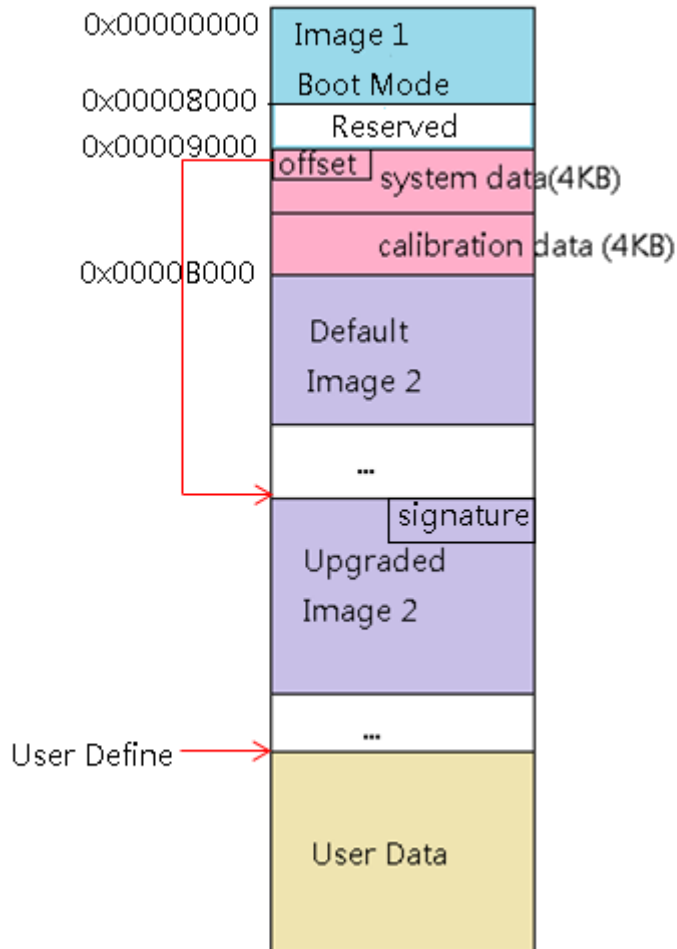 0x00000000
Image 1
Boot Mode
0x00008000
Reserved
0x00009000
offset
system data(4KB)
calibration data (4KB)
0x0000B000
Default
Image 2
...
signature
Upgraded
Image 2
...
User Define
User Data